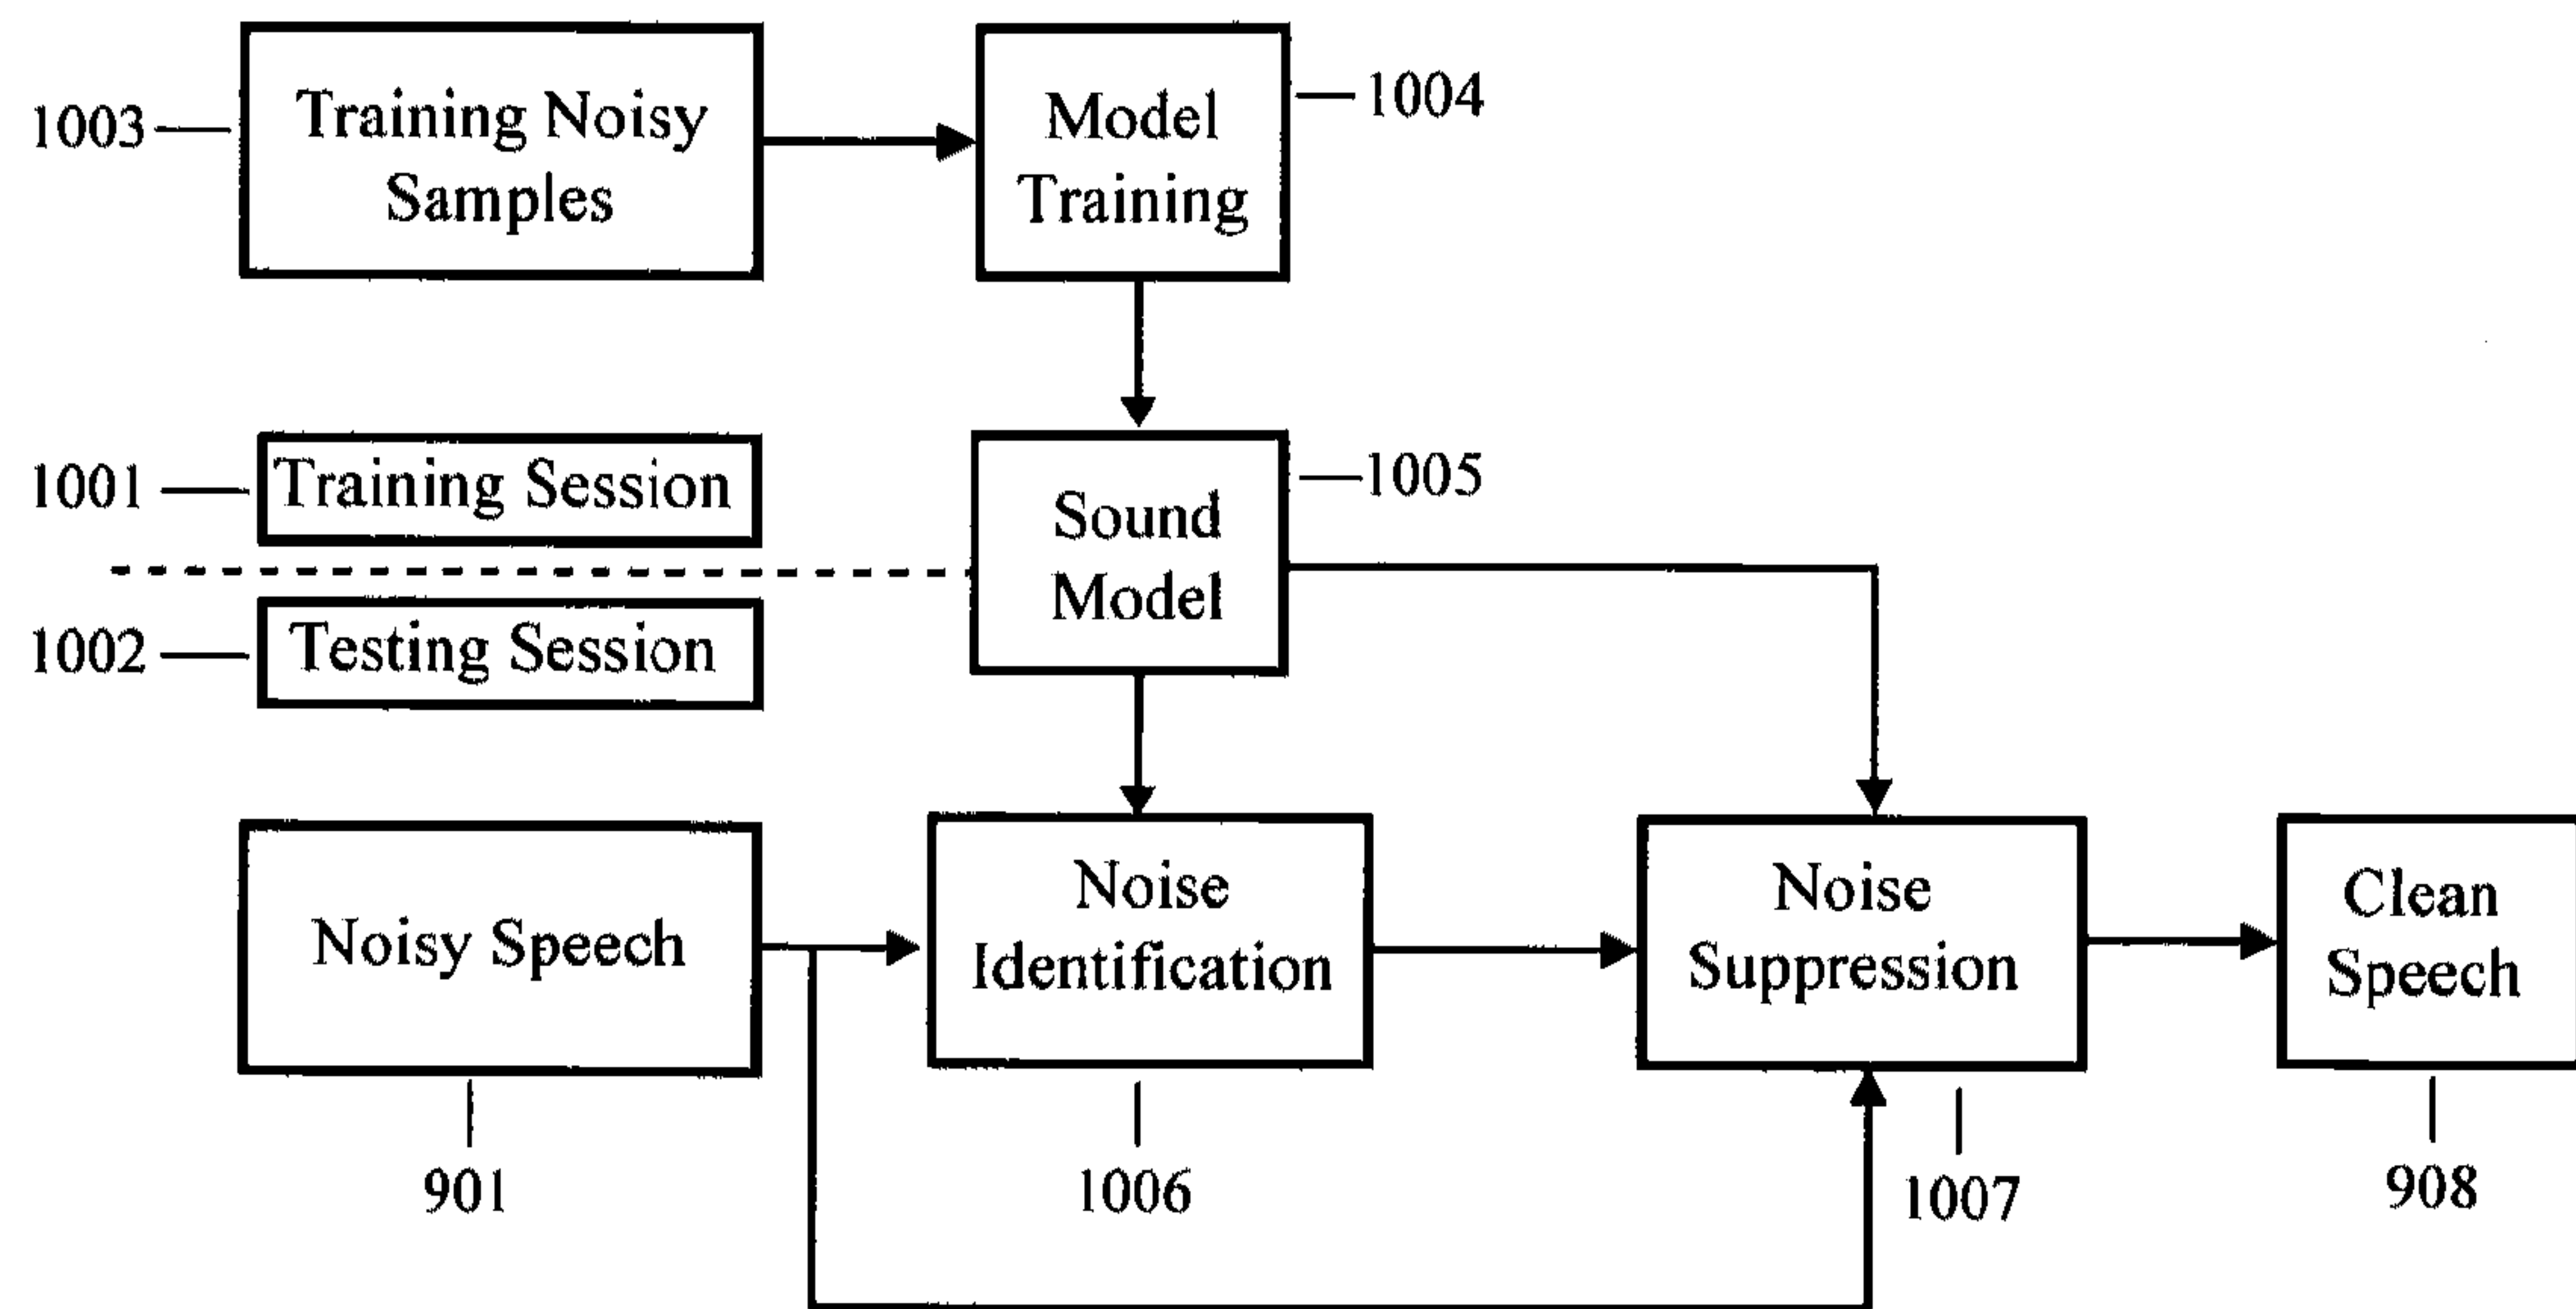 1003
Training Noisy
Samples
Model
Training
1004
1001
Training Session
1005
Sound
Model
1002
Testing Session
Noisy Speech
Noise
Identification
Noise
Suppression
Clean
Speech
901
1006
1007
908